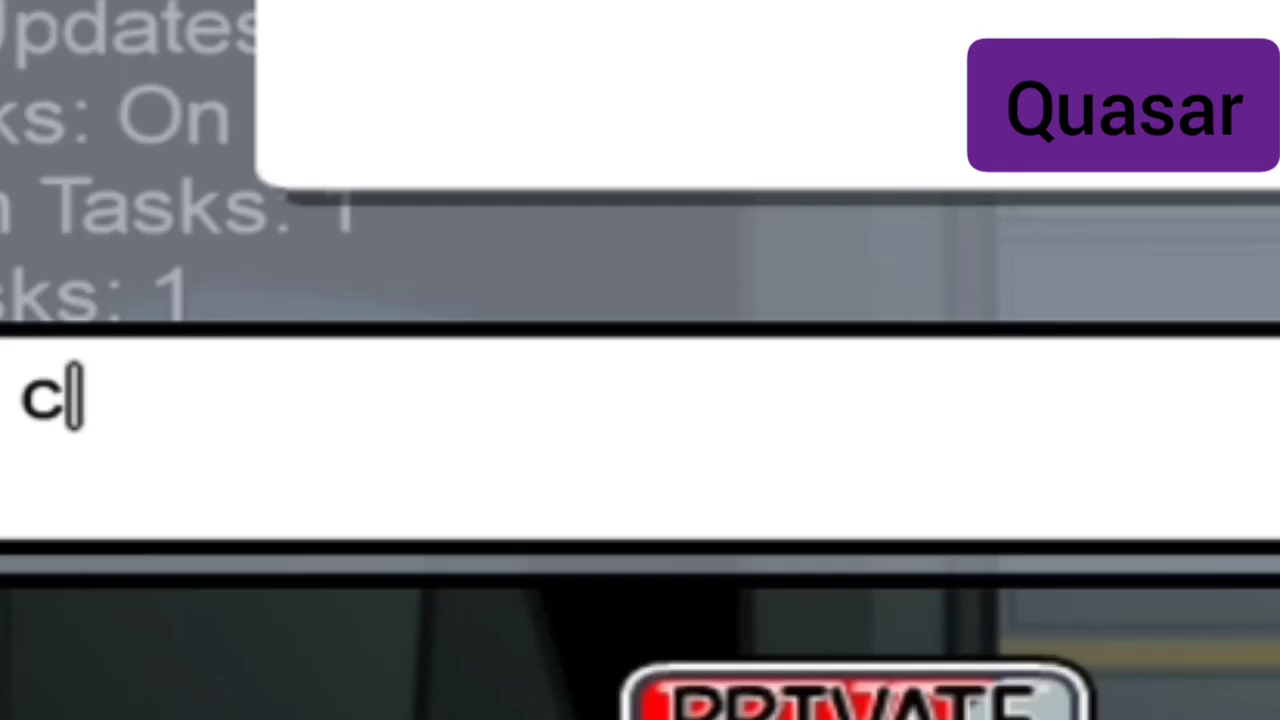 Updates
Quasar
ks: On
n Tasks: 1
sks: 1
c
PRIVATE